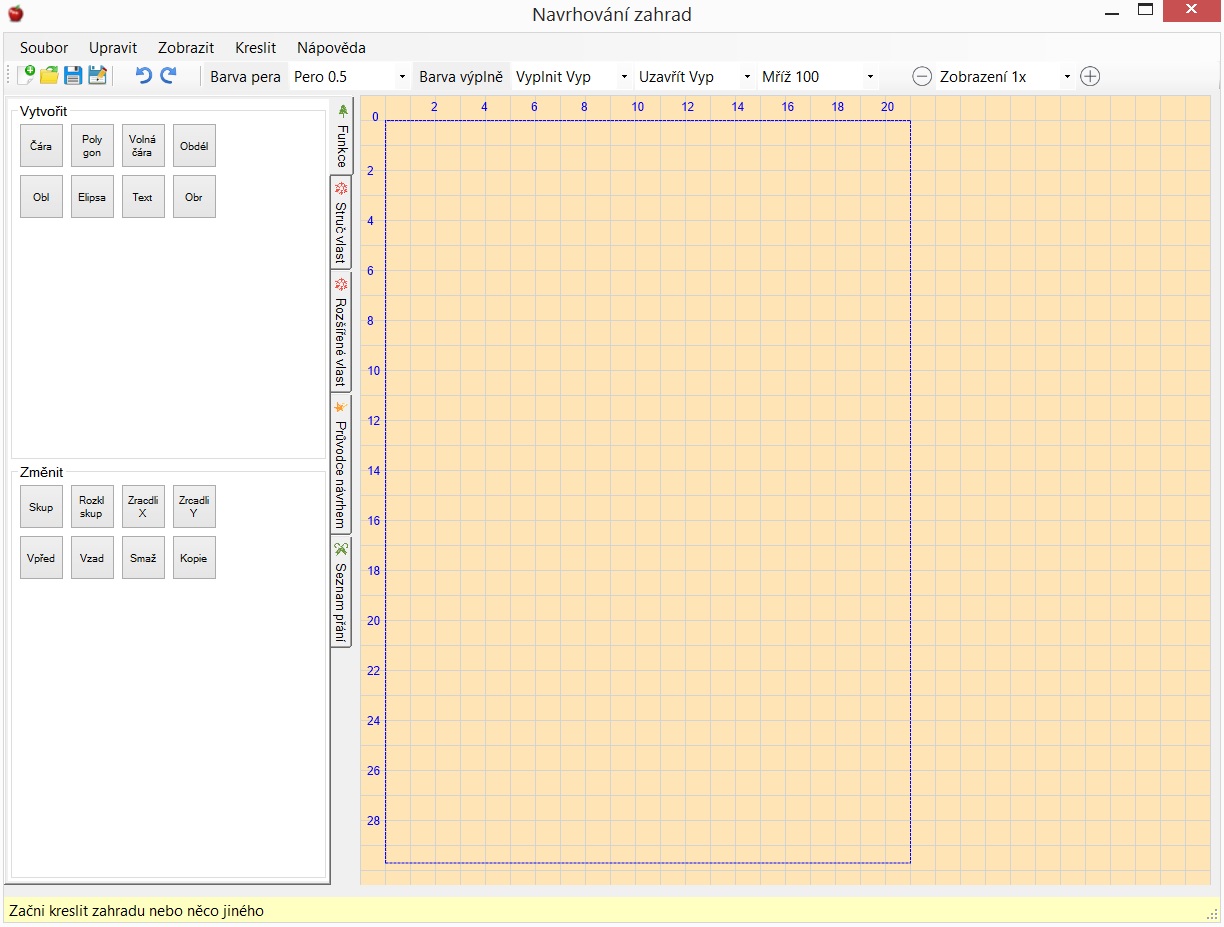 Navrhování zahrad
Soubor Upravit Zobrazit Kreslit Nápověda
Barva pera Pero 0.5 Barva výplně Vyplnit Vyp Uzavřít Vyp Mříž 100 Zobrazení 1x
Vytvořit
Čára
Poly
gon
Volná
čára
Obdél
Obl
Elipsa
Text
Obr
Změnit
Skup
Rozkl
skup
Zracdli
X
Zrcadli
Y
Vpřed
Vzad
Smaž
Kopie
Funkce
Struč vlast
Rozšířené vlast
Průvodce návrhem
Seznam přání
2 4 6 8 10 12 14 16 18 20
0
2
4
6
8
10
12
14
16
18
20
22
24
26
28
Začni kreslit zahradu nebo něco jiného